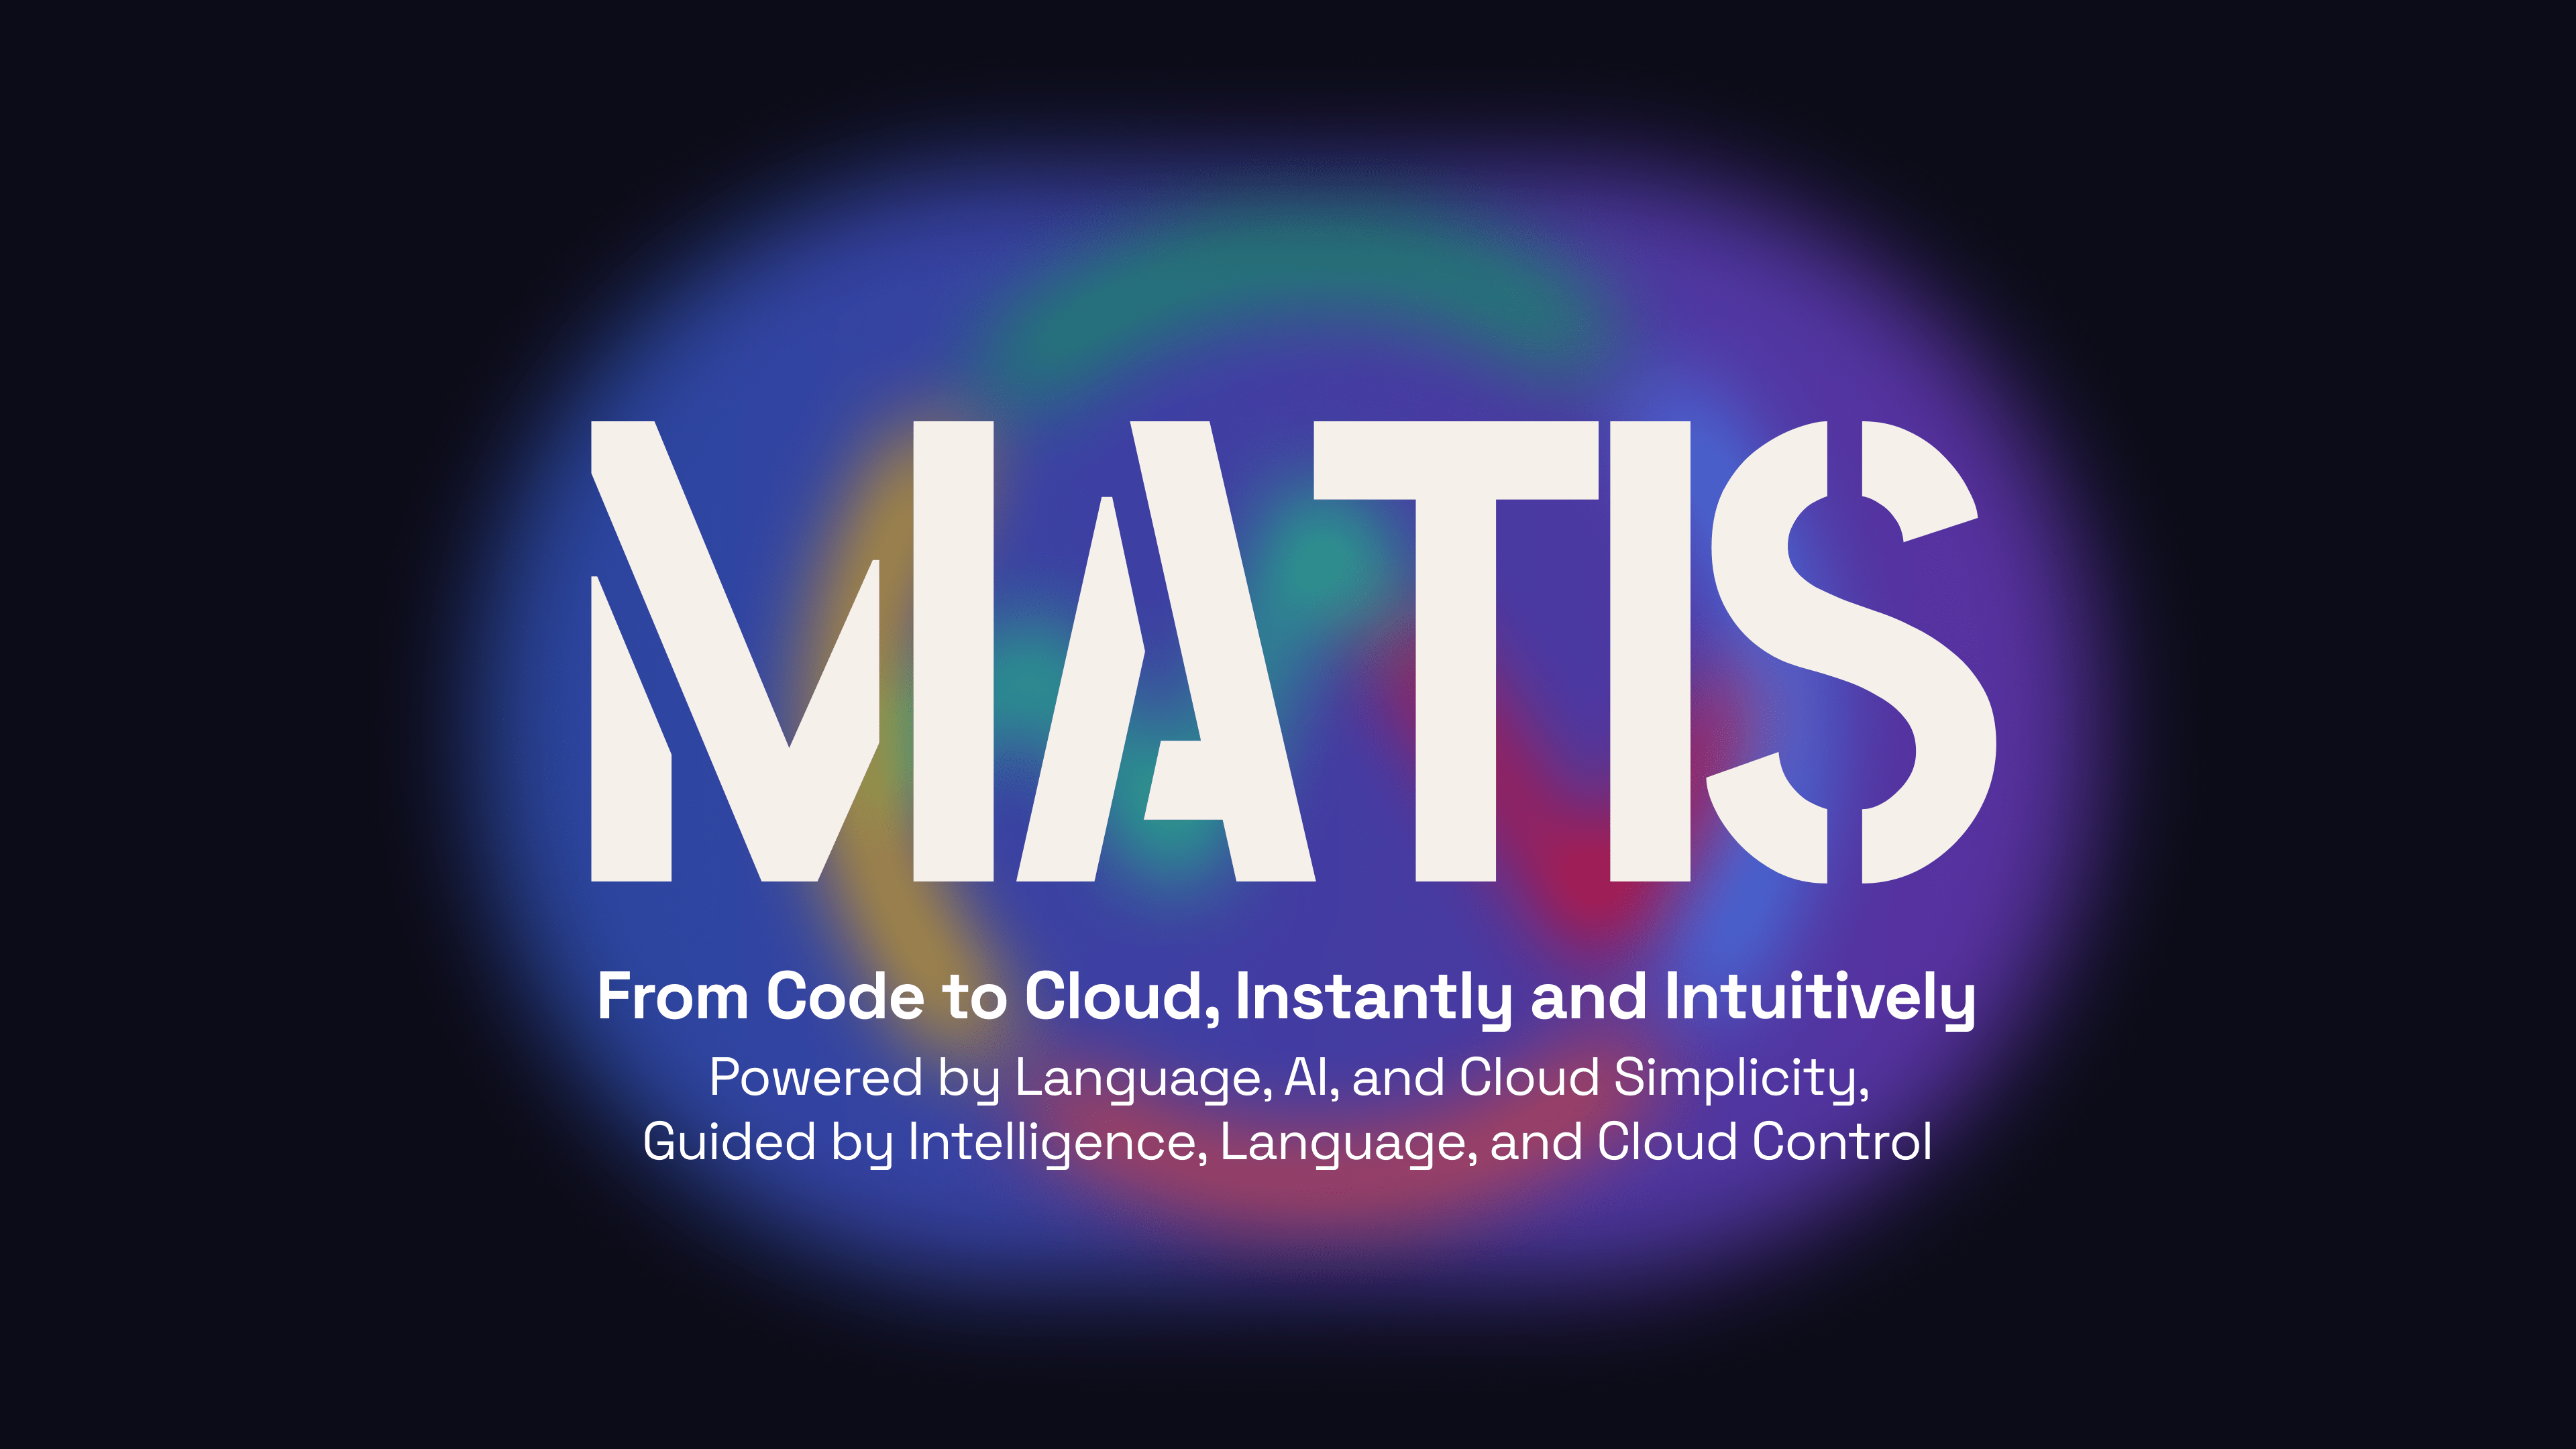 MATIS
From Code to Cloud, Instantly and Intuitively
Powered by Language, AI, and Cloud Simplicity,
Guided by Intelligence, Language, and Cloud Control